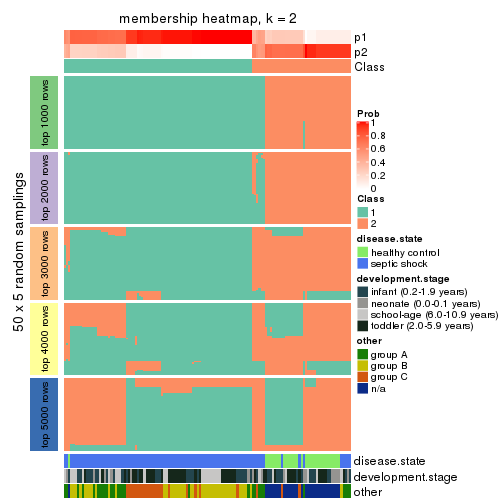 membership heatmap, k = 2
p1
p2
Class
50 x 5 random samplings
top 1000 rows
top 2000 rows
top 3000 rows
top 4000 rows
top 5000 rows
Prob
1
0.8
0.6
0.4
0.2
0
Class
1
2
disease.state
healthy control
septic shock
development.stage
infant (0.2-1.9 years)
neonate (0.0-0.1 years)
school-age (6.0-10.9 years)
toddler (2.0-5.9 years)
other
group A
group B
group C
n/a
disease.state
development.stage
other